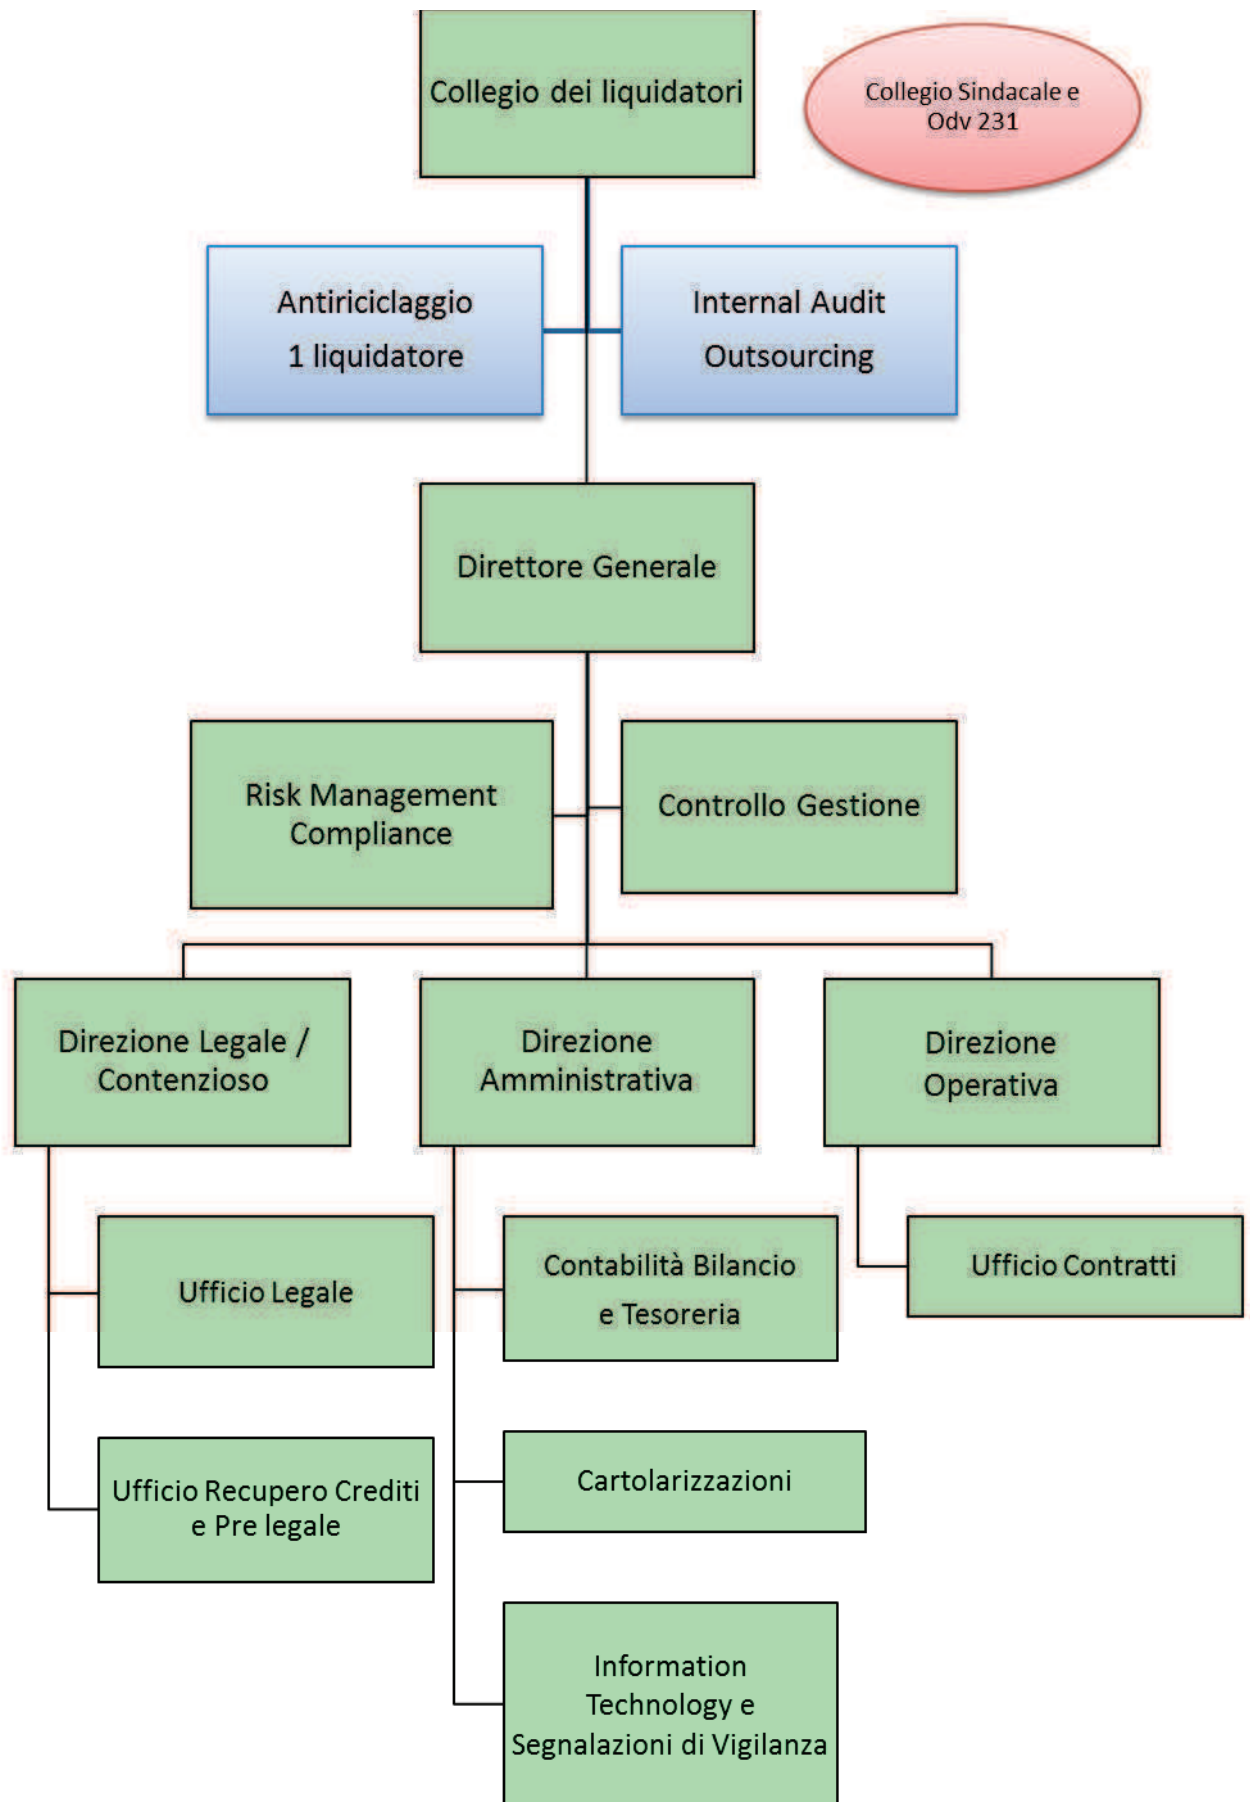 Collegio dei liquidatori
Collegio Sindacale e
Odv 231
Antiriciclaggio
1 liquidatore
Internal Audit
Outsourcing
Direttore Generale
Risk Management
Compliance
Controllo Gestione
Direzione Legale /
Contenzioso
Direzione
Amministrativa
Direzione
Operativa
Ufficio Legale
Contabilità Bilancio
e Tesoreria
Ufficio Contratti
Ufficio Recupero Crediti
e Pre legale
Cartolarizzazioni
Information
Technology e
Segnalazioni di Vigilanza